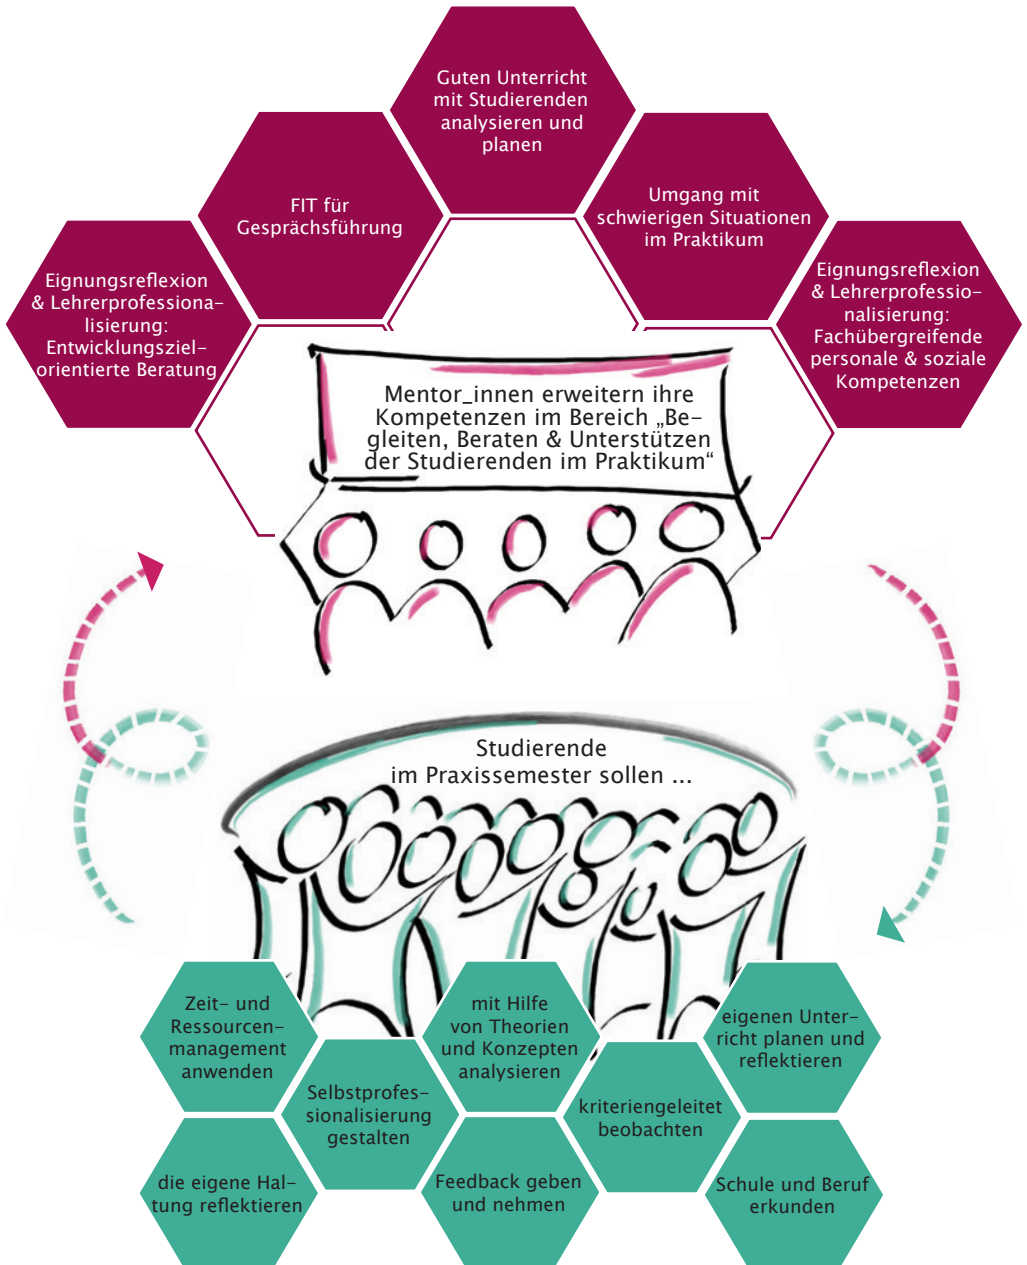 Guten Unterricht
mit Studierenden
analysieren und
planen
FIT für
Gesprächsführung
Umgang mit
schwierigen Situationen
im Praktikum
Eignungsreflexion
& Lehrerprofessiona-
lisierung:
Entwicklungsziel-
orientierte Beratung
Eignungsreflexion
& Lehrerprofessio-
nalisierung:
Fachübergreifende
personale & soziale
Kompetenzen
Mentor_innen erweitern ihre
Kompetenzen im Bereich „Be-
gleiten, Beraten & Unterstützen
der Studierenden im Praktikum“
Studierende
im Praxissemester sollen ...
Zeit- und
Ressourcen-
management
anwenden
mit Hilfe
von Theorien
und Konzepten
analysieren
eigenen Unter-
richt planen und
reflektieren
Selbstprofes-
sionalisierung
gestalten
kriteriengeleitet
beobachten
die eigene Hal-
tung reflektieren
Feedback geben
und nehmen
Schule und Beruf
erkunden